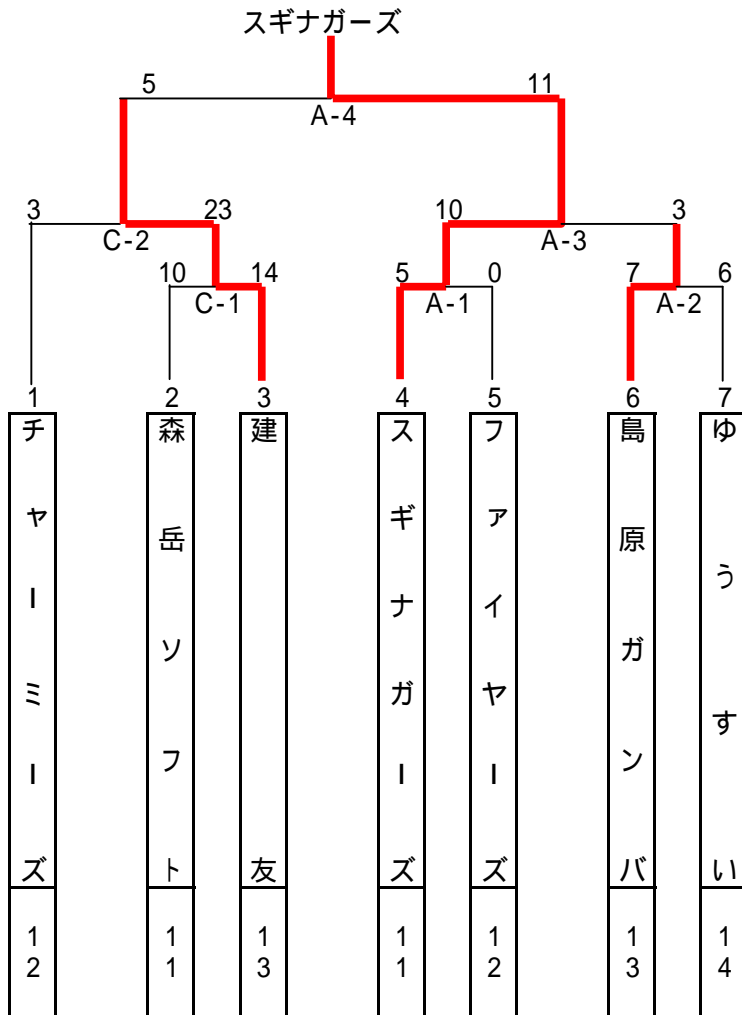 スギナガーズ
5 11
A-4
3 23 10 3
C-2 A-3
10 14 5 0 7 6
C-1 A-1 A-2
1 2 3 4 5 6 7
チャーミーズ
森岳ソフト
建友
スギナガーズ
ファイヤーズ
島原ガンバ
ゆうすい
12 11 13 11 12 13 14